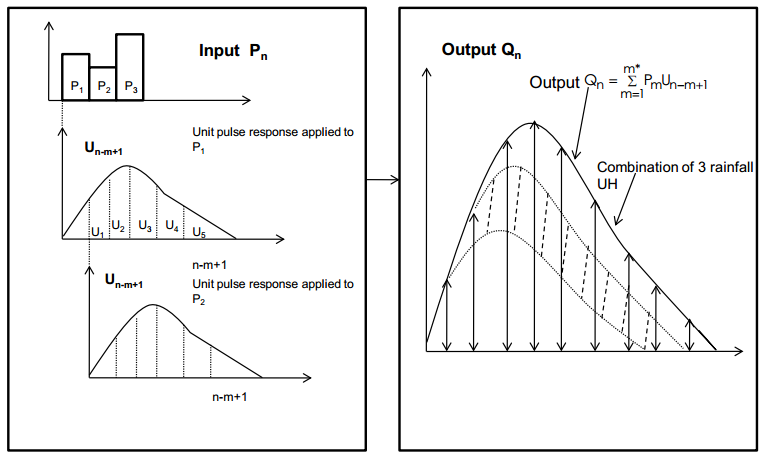 Input Pn
P1 P2 P3
Unit pulse response applied to
P1
Un-m+1
U1 U2 U3 U4 U5
n-m+1
Un-m+1
Unit pulse response applied to
P2
n-m+1
Output Qn
Output Qn = m* Σ m=1 PmUn–m+1
Combination of 3 rainfall
UH